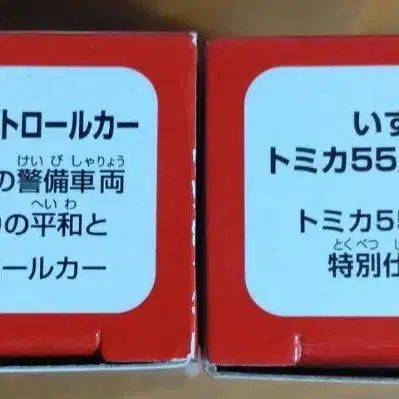 トロールカー
けいびしゃりょう
の警備車両
へいわ
の平和と
ールカー
いす
トミカ55
トミカ55
とくべつ
特別仕